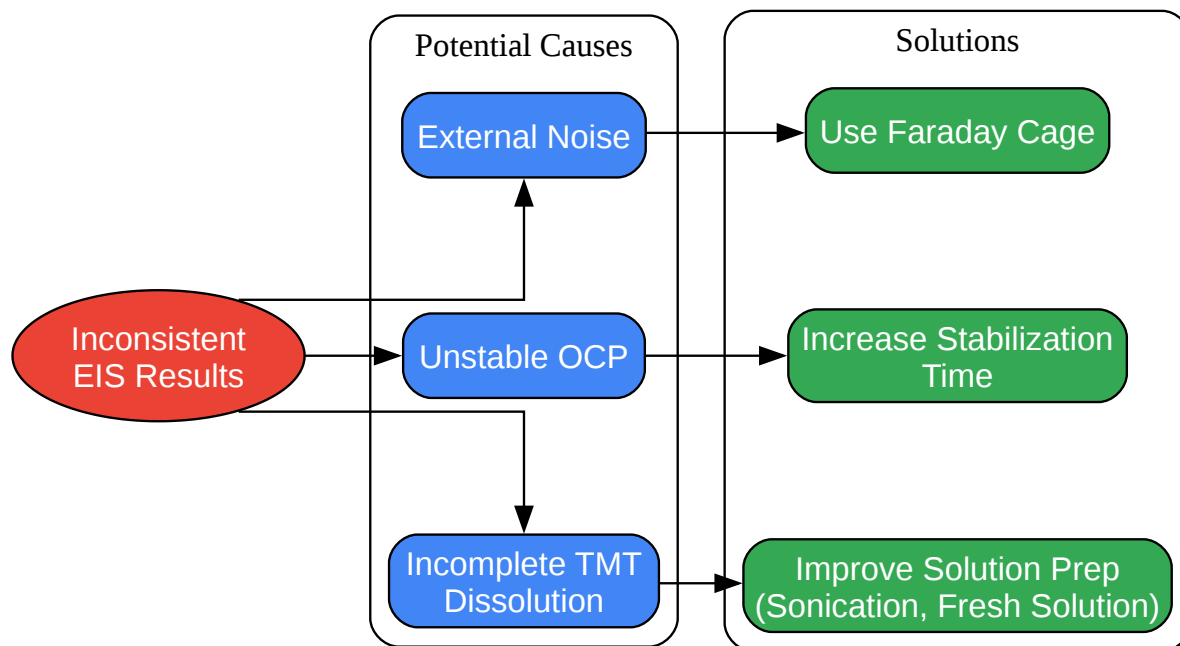 Potential Causes
Solutions
External Noise
Use Faraday Cage
Inconsistent
EIS Results
Unstable OCP
Increase Stabilization
Time
Incomplete TMT
Dissolution
Improve Solution Prep
(Sonication, Fresh Solution)